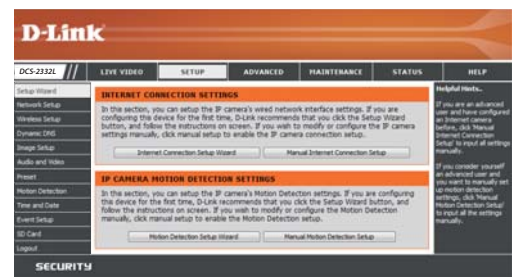 D-Link
DCS-2332L
LIVE VIDEO
SETUP
ADVANCED
MAINTENANCE
STATUS
HELP
Setup Wizard
Network Setup
Wireless Setup
Dynamic DNS
Image Setup
Audio and Video
Preset
Motion Detection
Time and Date
Event Setup
SD Card
Logout
INTERNET CONNECTION SETTINGS
In this section, you can setup the IP camera's wired network interface settings. If you are
configuring this device for the first time, D-Link recommends that you click the Setup Wizard
button, and follow the instructions on screen. If you wish to modify or configure the IP camera
settings manually, click manual setup to enable the IP camera connection setup.
Internet Connection Setup Wizard
Manual Internet Connection Setup
IP CAMERA MOTION DETECTION SETTINGS
In this section, you can setup the IP camera's Motion Detection settings. If you are configuring
this device for the first time, D-Link recommends that you click the Setup Wizard button, and
follow the instructions on screen. If you wish to modify or configure the Motion Detection
manually, click manual setup to enable the Motion Detection setup.
Motion Detection Setup Wizard
Manual Motion Detection Setup
Helpful Hints..
If you are an advanced
user and have configured
an Internet camera
before, click 'Manual
Internet Connection
Setup' to input all settings
manually.
If you consider yourself
an advanced user and
you want to manually set
up motion detection
settings, click 'Manual
Motion Detection Setup'
to input all the settings
manually.
SECURITY